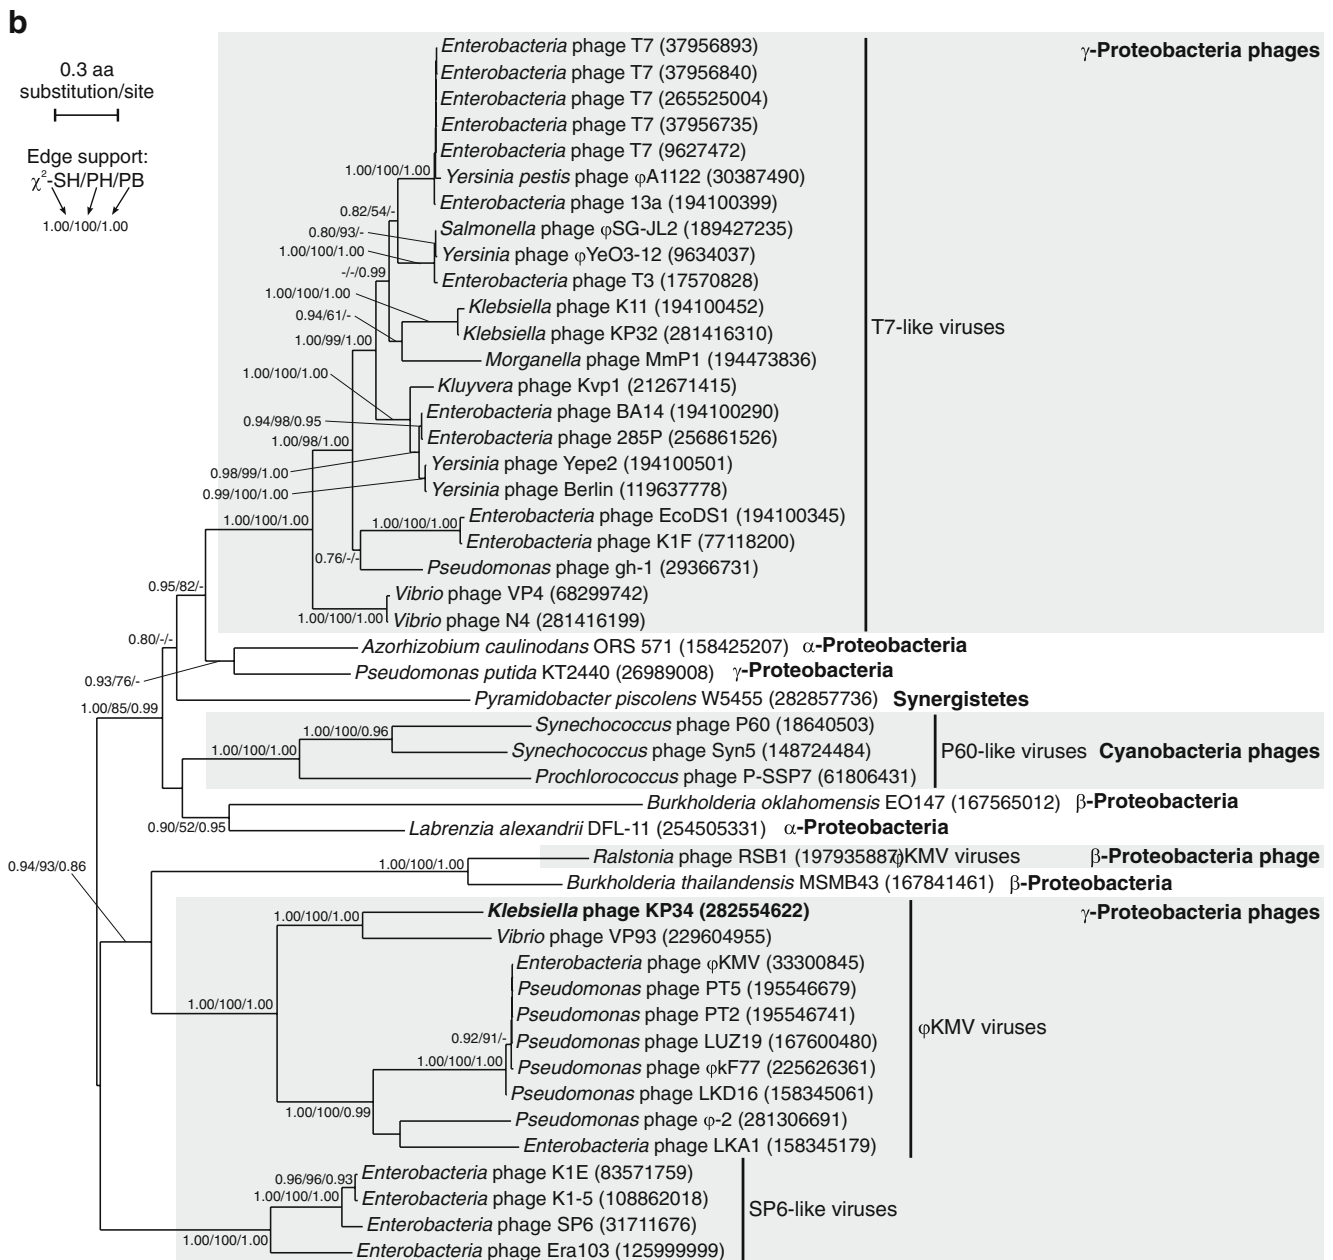 b
0.3 aa
substitution/site
Edge support:
χ²-SH/PH/PB
1.00/100/1.00
γ-Proteobacteria phages
Enterobacteria phage T7 (37956893)
Enterobacteria phage T7 (37956840)
Enterobacteria phage T7 (265525004)
Enterobacteria phage T7 (37956735)
Enterobacteria phage T7 (9627472)
1.00/100/1.00
Yersinia pestis phage φA1122 (30387490)
Enterobacteria phage 13a (194100399)
0.82/54/-
Salmonella phage φSG-JL2 (189427235)
0.80/93/-
Yersinia phage φYeO3-12 (9634037)
1.00/100/1.00
Enterobacteria phage T3 (17570828)
-/-/0.99
1.00/100/1.00
Klebsiella phage K11 (194100452)
0.94/61/-
T7-like viruses
Klebsiella phage KP32 (281416310)
1.00/99/1.00
Morganella phage MmP1 (194473836)
1.00/100/1.00
Kluyvera phage Kvp1 (212671415)
Enterobacteria phage BA14 (194100290)
0.94/98/0.95
Enterobacteria phage 285P (256861526)
1.00/98/1.00
Yersinia phage Yepe2 (194100501)
0.98/99/1.00
Yersinia phage Berlin (119637778)
0.99/100/1.00
Enterobacteria phage EcoDS1 (194100345)
1.00/100/1.00
1.00/100/1.00
Enterobacteria phage K1F (77118200)
0.76/-/-
Pseudomonas phage gh-1 (29366731)
0.95/82/-
Vibrio phage VP4 (68299742)
1.00/100/1.00
Vibrio phage N4 (281416199)
0.80/-/-
Azorhizobium caulinodans ORS 571 (158425207) α-Proteobacteria
Pseudomonas putida KT2440 (26989008) γ-Proteobacteria
0.93/76/-
Pyramidobacter piscolens W5455 (282857736) Synergistetes
1.00/85/0.99
Synechococcus phage P60 (18640503)
1.00/100/0.96
1.00/100/1.00
Synechococcus phage Syn5 (148724484)
P60-like viruses Cyanobacteria phages
Prochlorococcus phage P-SSP7 (61806431)
Burkholderia oklahomensis EO147 (167565012) β-Proteobacteria
0.90/52/0.95
Labrenzia alexandrii DFL-11 (254505331) α-Proteobacteria
Ralstonia phage RSB1 (197935887) φKMV viruses β-Proteobacteria phage
0.94/93/0.86
1.00/100/1.00
Burkholderia thailandensis MSMB43 (167841461) β-Proteobacteria
Klebsiella phage KP34 (282554622)
γ-Proteobacteria phages
1.00/100/1.00
Vibrio phage VP93 (229604955)
Enterobacteria phage φKMV (33300845)
Pseudomonas phage PT5 (195546679)
1.00/100/1.00
Pseudomonas phage PT2 (195546741)
φKMV viruses
0.92/91/-
Pseudomonas phage LUZ19 (167600480)
1.00/100/1.00
Pseudomonas phage φkF77 (225626361)
Pseudomonas phage LKD16 (158345061)
1.00/100/0.99
Pseudomonas phage φ-2 (281306691)
Enterobacteria phage LKA1 (158345179)
Enterobacteria phage K1E (83571759)
0.96/96/0.93
1.00/100/1.00
Enterobacteria phage K1-5 (108862018)
SP6-like viruses
Enterobacteria phage SP6 (31711676)
1.00/100/1.00
Enterobacteria phage Era103 (125999999)